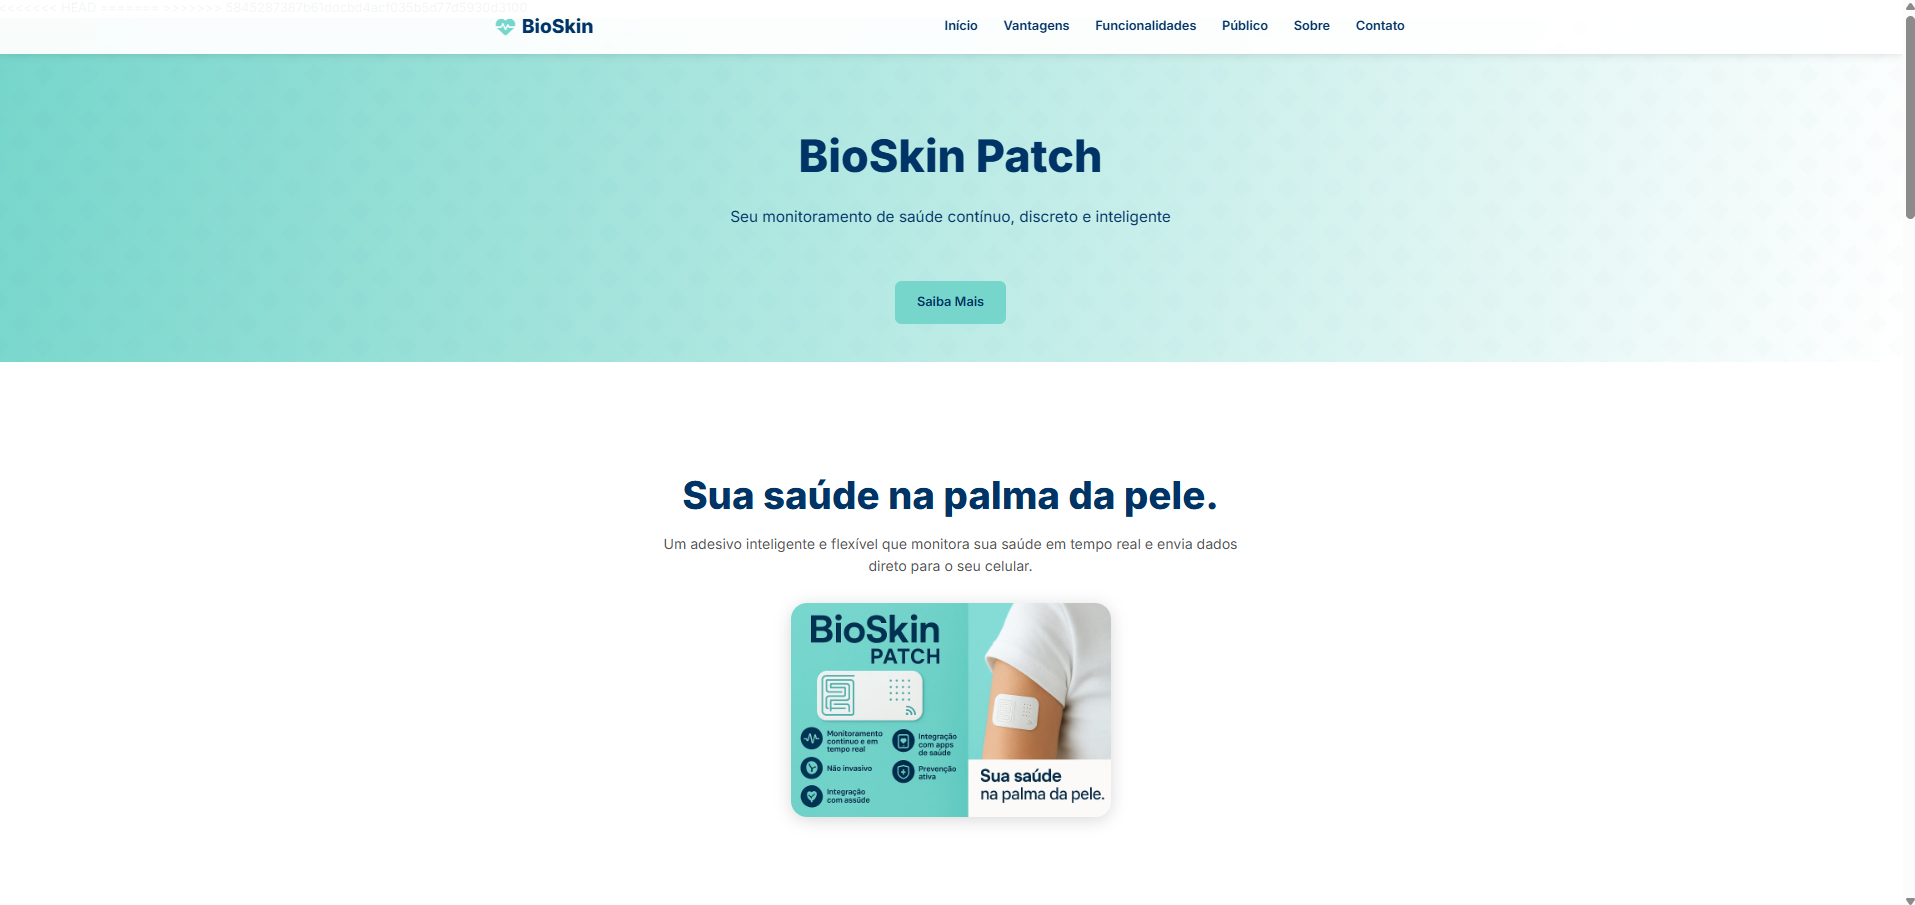 <<<<<<< HEAD ======= >>>>>>>
BioSkin
Início Vantagens Funcionalidades Público Sobre Contato
BioSkin Patch
Seu monitoramento de saúde contínuo, discreto e inteligente
Saiba Mais
Sua saúde na palma da pele.
Um adesivo inteligente e flexível que monitora sua saúde em tempo real e envia dados
direto para o seu celular.
BioSkin
PATCH
Monitoramento
continuo e em
tempo real
Não invasivo
Integração
com assüde
Integração
com apps
de saúde
Prevenção
ativa
Sua saúde
na palma da pele.